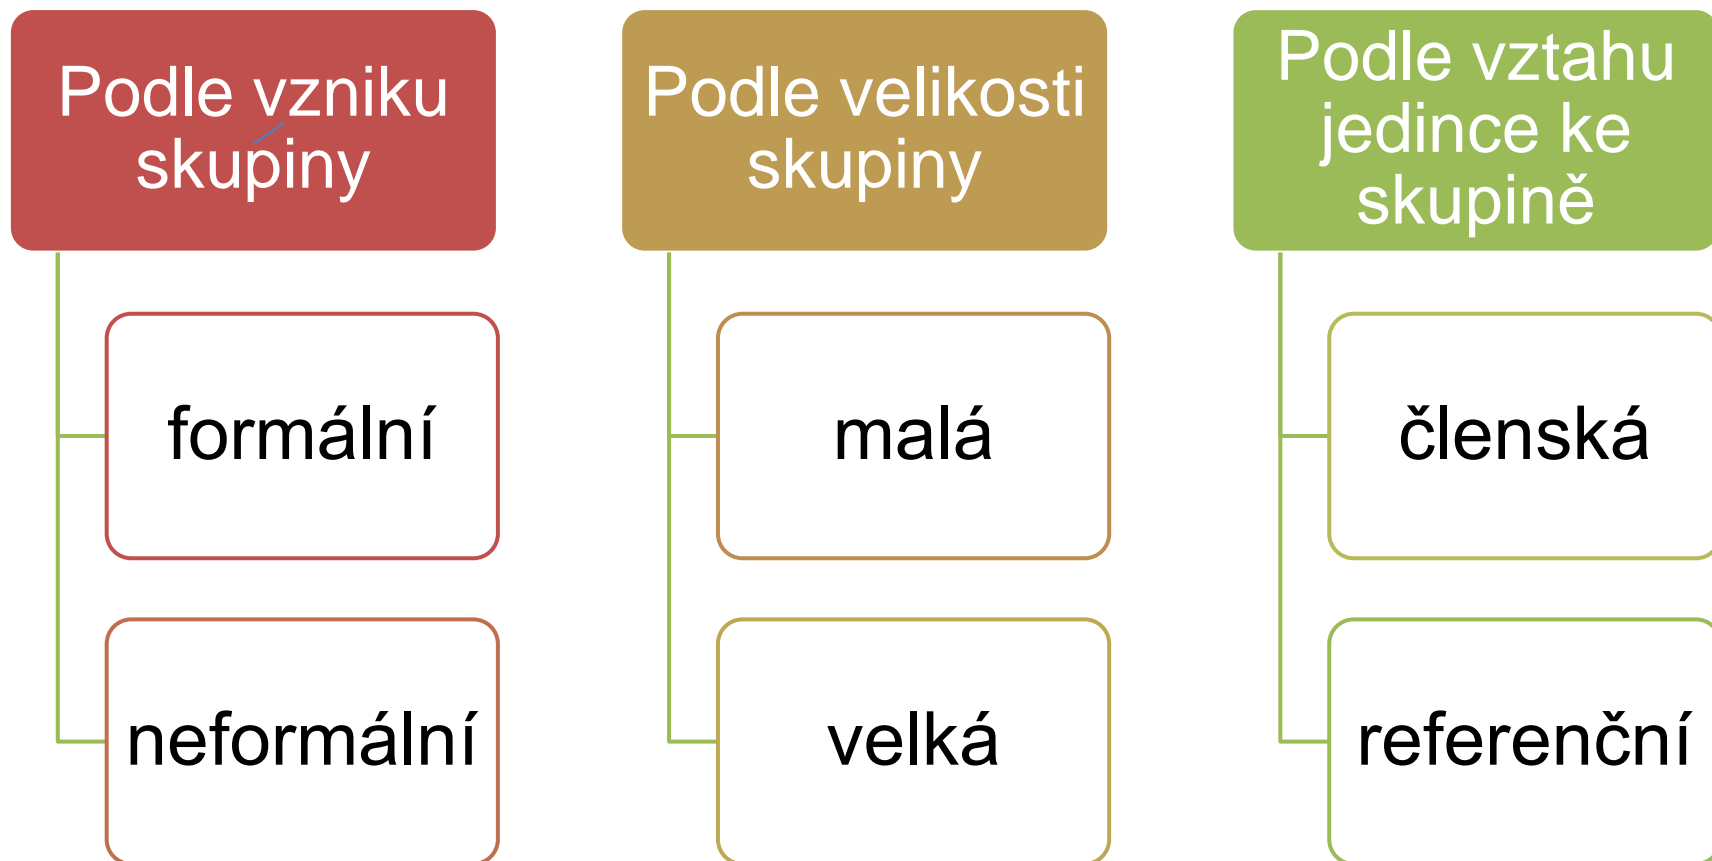 Podle vzniku
skupiny
formální
neformální
Podle velikosti
skupiny
malá
velká
Podle vztahu
jedince ke
skupině
členská
referenční